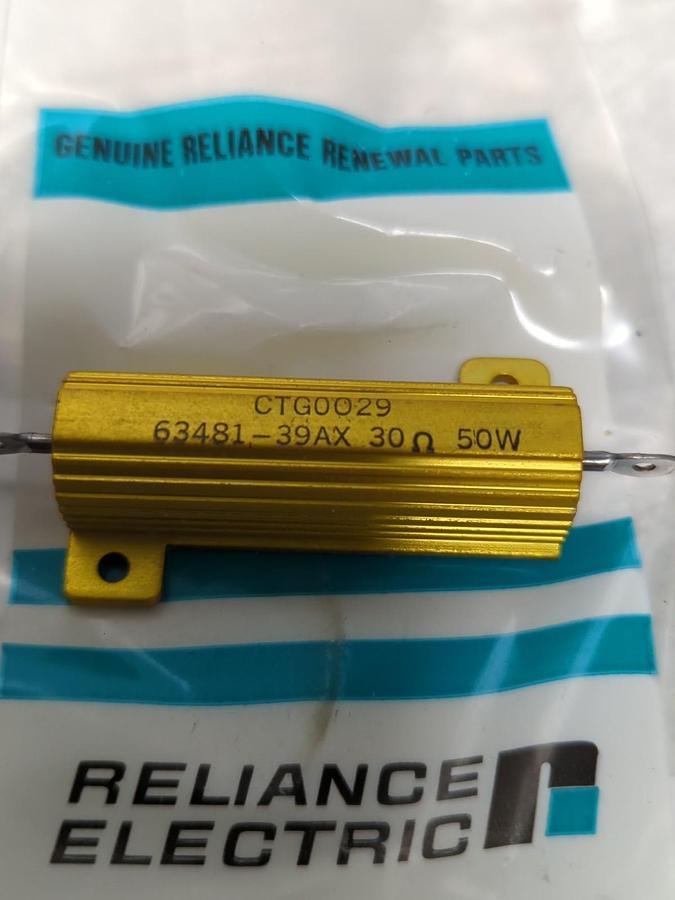 GENUINE RELIANCE RENEWAL PARTS
CTG0029
63481-39AX 30Ω 50W
RELIANCE
ELECTRIC